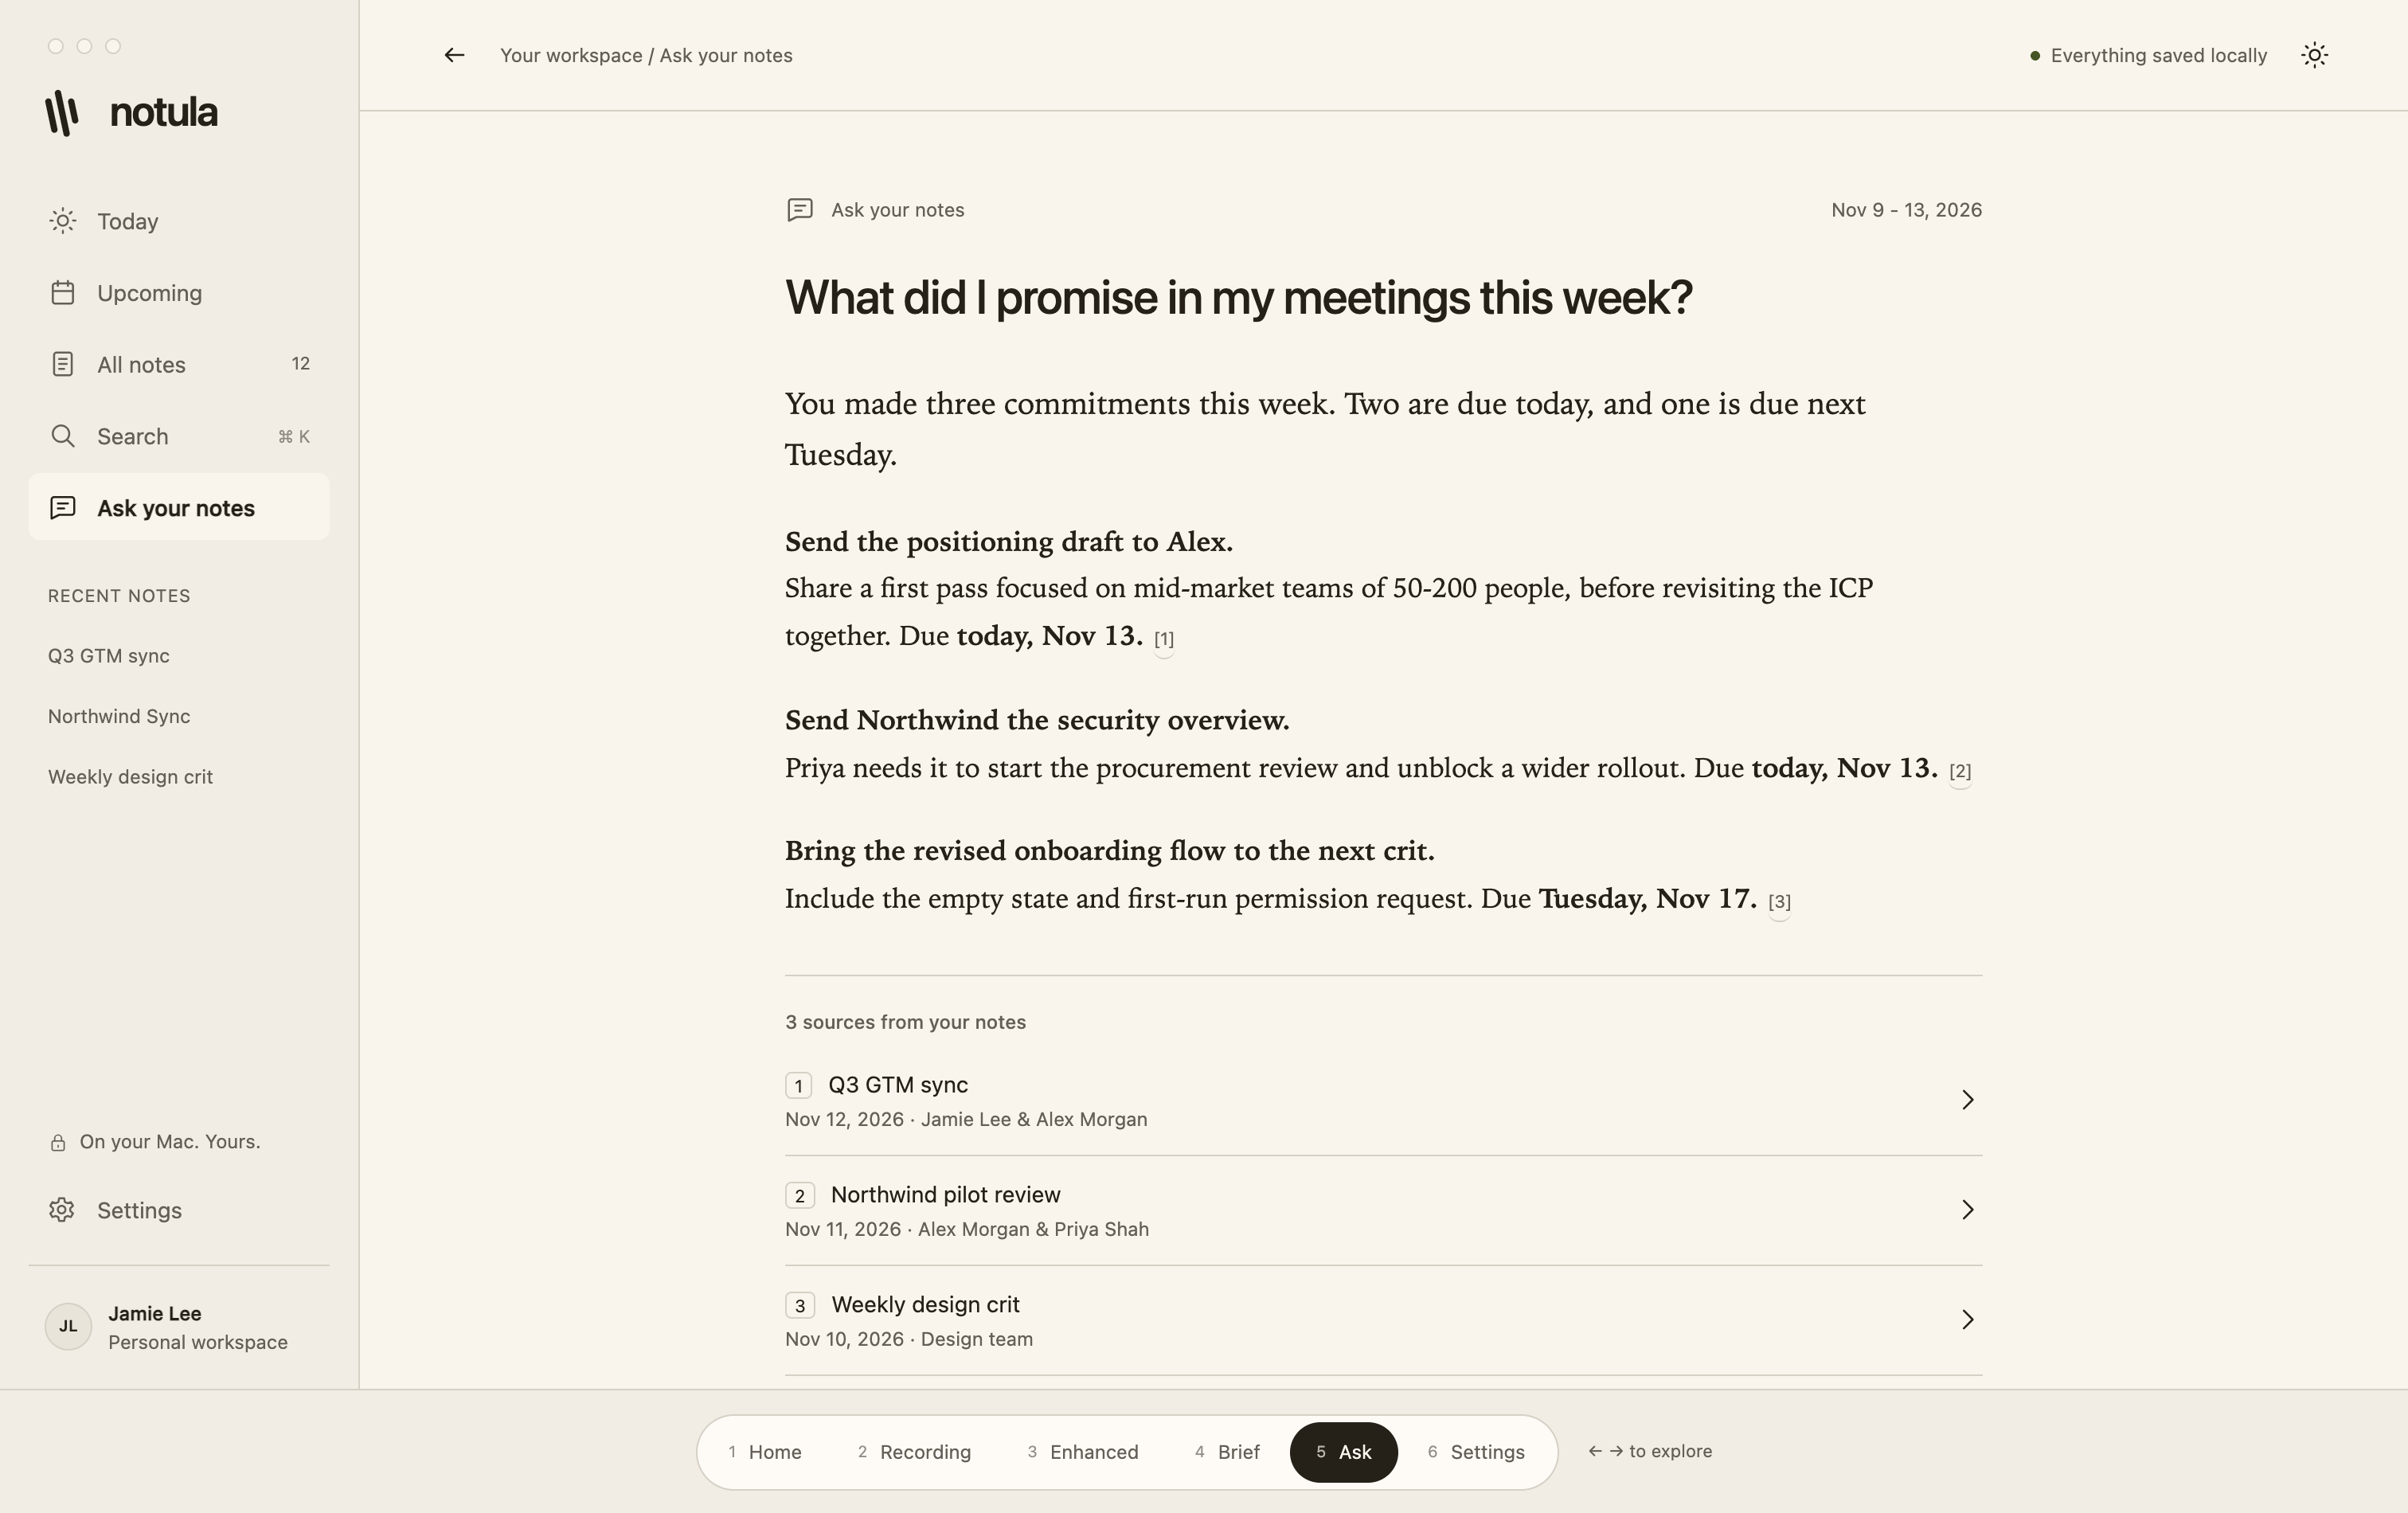 notula
Today
Upcoming
All notes 12
Search ⌘ K
Ask your notes
RECENT NOTES
Q3 GTM sync
Northwind Sync
Weekly design crit
On your Mac. Yours.
Settings
JL
Jamie Lee
Personal workspace
← Your workspace / Ask your notes
Everything saved locally
Ask your notes
Nov 9 - 13, 2026
What did I promise in my meetings this week?
You made three commitments this week. Two are due today, and one is due next
Tuesday.
Send the positioning draft to Alex.
Share a first pass focused on mid-market teams of 50-200 people, before revisiting the ICP
together. Due today, Nov 13. [1]
Send Northwind the security overview.
Priya needs it to start the procurement review and unblock a wider rollout. Due today, Nov 13. [2]
Bring the revised onboarding flow to the next crit.
Include the empty state and first-run permission request. Due Tuesday, Nov 17. [3]
3 sources from your notes
1 Q3 GTM sync
Nov 12, 2026 · Jamie Lee & Alex Morgan
2 Northwind pilot review
Nov 11, 2026 · Alex Morgan & Priya Shah
3 Weekly design crit
Nov 10, 2026 · Design team
1 Home 2 Recording 3 Enhanced 4 Brief 5 Ask 6 Settings
← → to explore